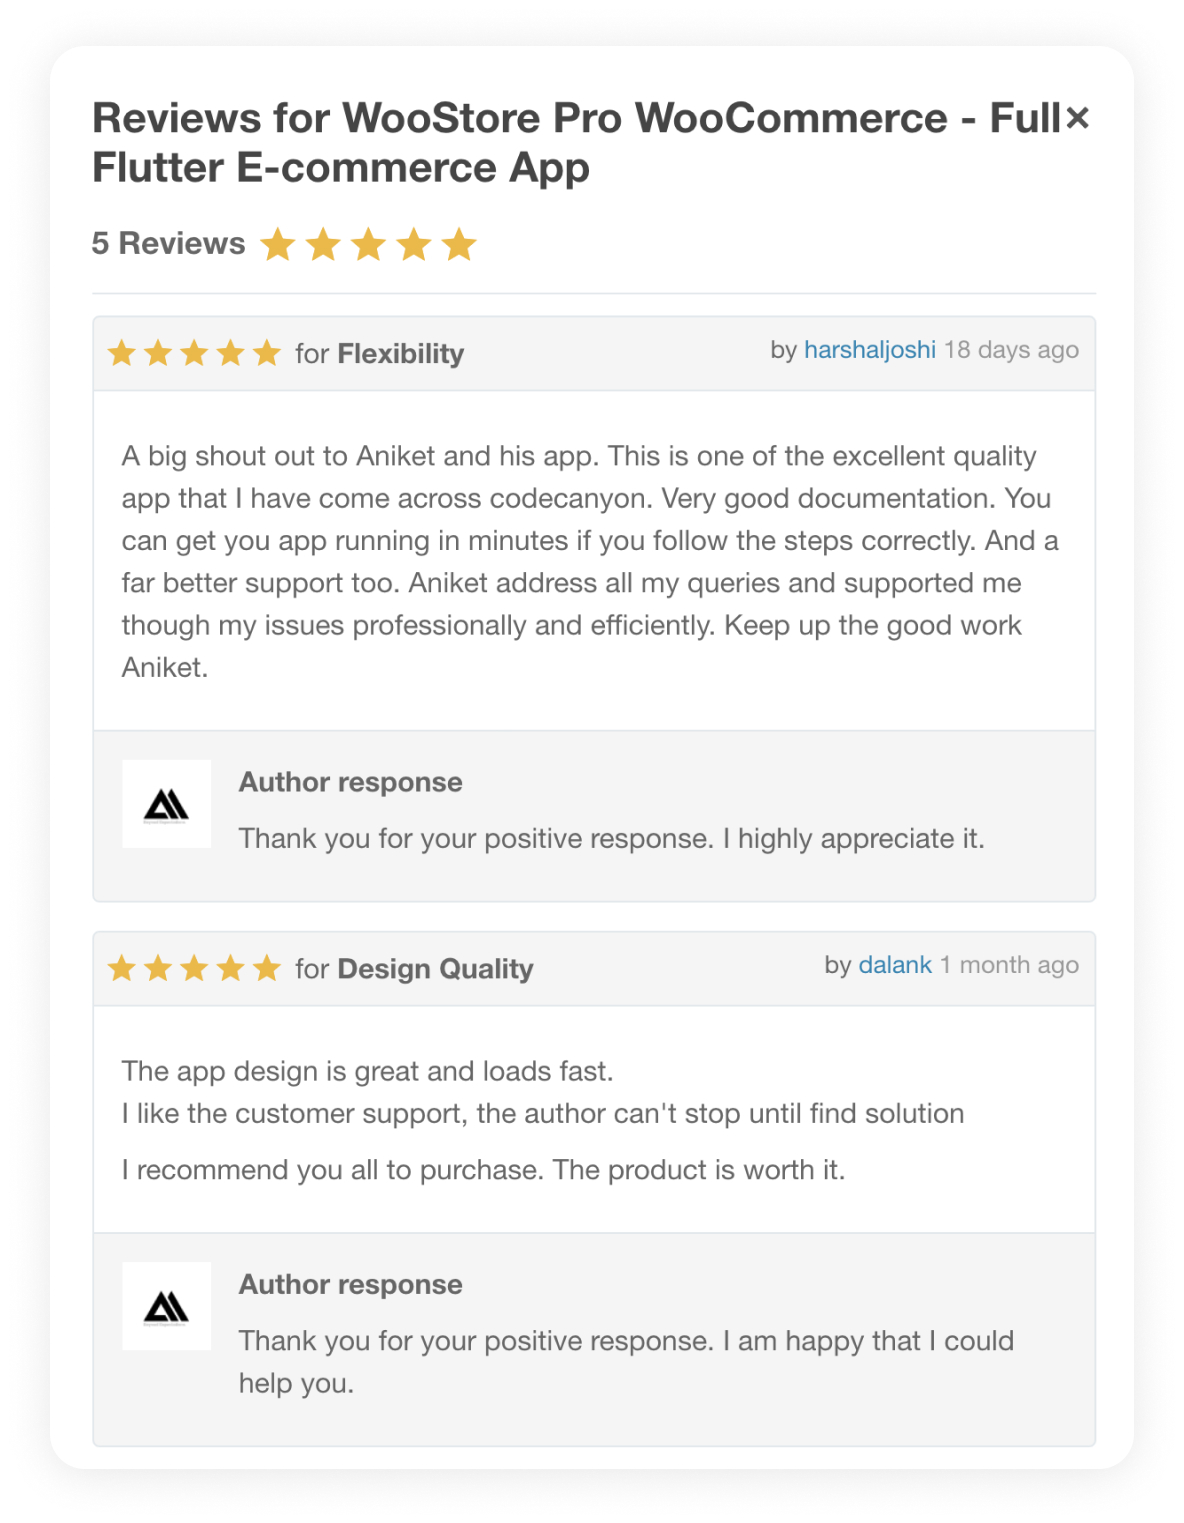 Reviews for WooStore Pro WooCommerce - Full ×
Flutter E-commerce App
5 Reviews
for Flexibility
by harshaljoshi 18 days ago
A big shout out to Aniket and his app. This is one of the excellent quality
app that I have come across codecanyon. Very good documentation. You
can get you app running in minutes if you follow the steps correctly. And a
far better support too. Aniket address all my queries and supported me
though my issues professionally and efficiently. Keep up the good work
Aniket.
Author response
Thank you for your positive response. I highly appreciate it.
for Design Quality
by dalank 1 month ago
The app design is great and loads fast.
I like the customer support, the author can't stop until find solution
I recommend you all to purchase. The product is worth it.
Author response
Thank you for your positive response. I am happy that I could
help you.